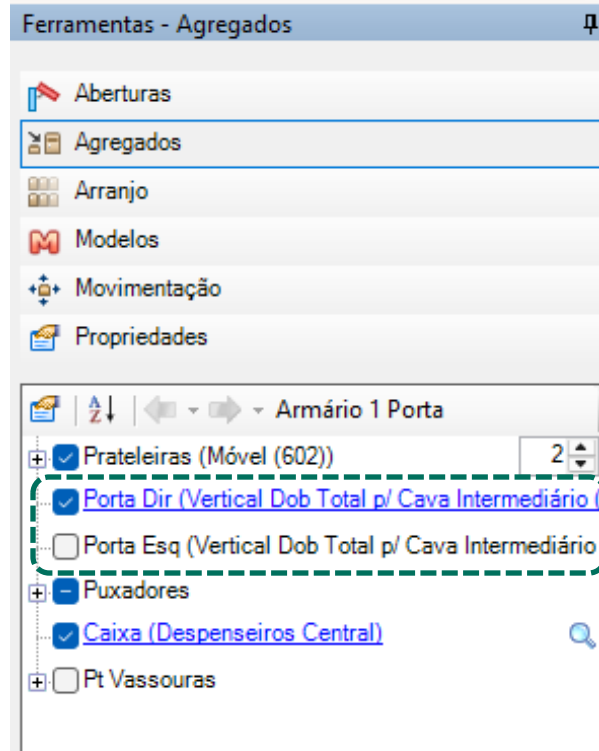 Ferramentas - Agregados
Aberturas
Agregados
Arranjo
Modelos
Movimentação
Propriedades
Armário 1 Porta
Prateleiras (Móvel (602)) 2
Porta Dir (Vertical Dob Total p/ Cava Intermediário (
Porta Esq (Vertical Dob Total p/ Cava Intermediário
Puxadores
Caixa (Despenseiros Central)
Pt Vassouras